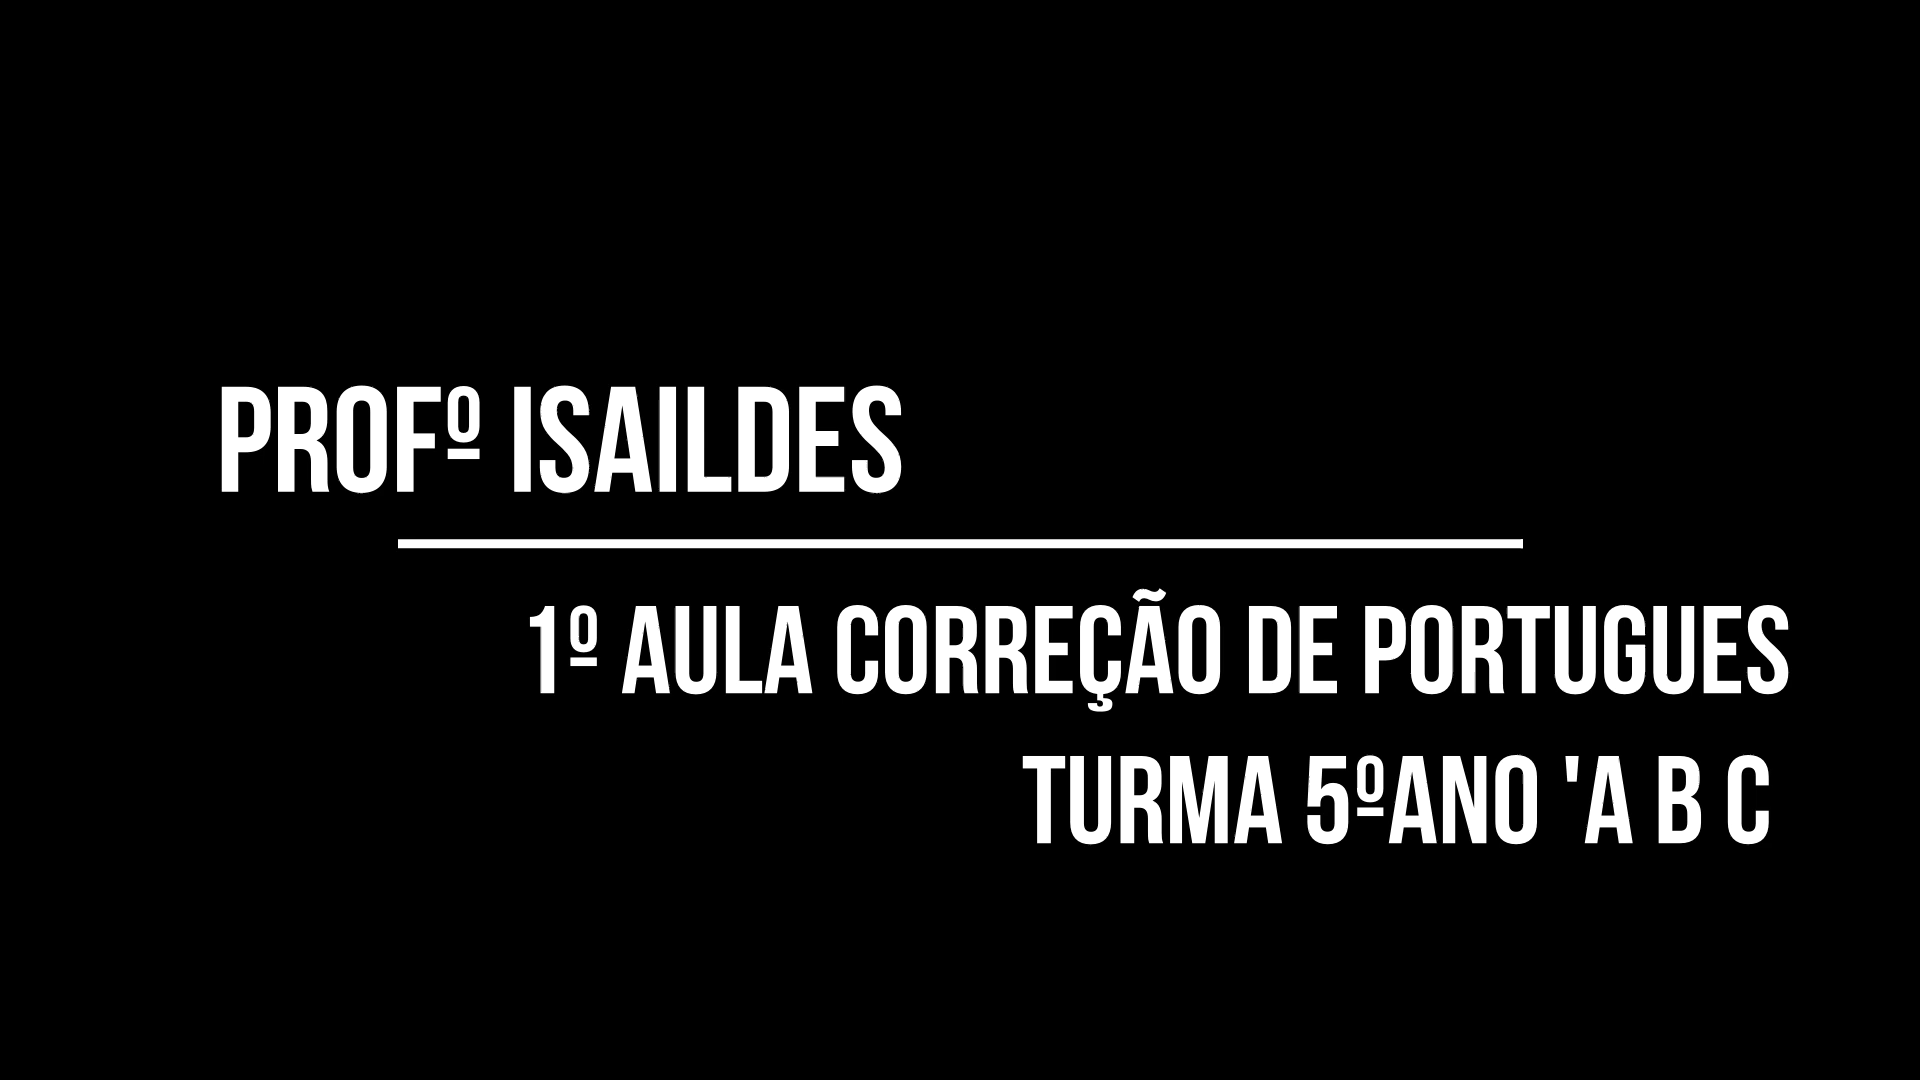 PROFº ISAILDES
1º AULA CORREÇÃO DE PORTUGUES
TURMA 5ºANO 'A B C